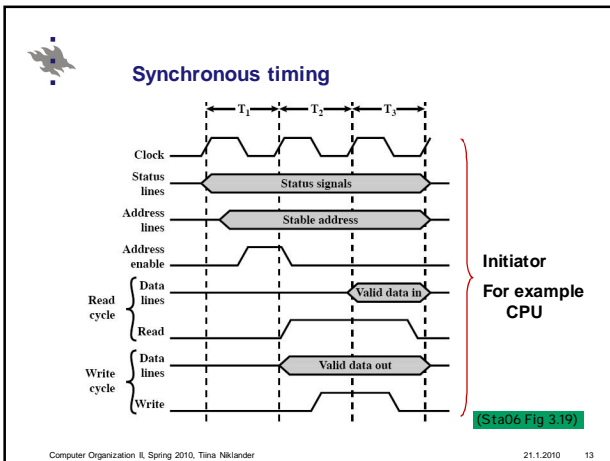 Synchronous timing
T1 T2 T3
Clock
Status lines
Status signals
Address lines
Stable address
Address enable
Read cycle
Data lines
Valid data in
Read
Write cycle
Data lines
Valid data out
Write
Initiator
For example
CPU
(Sta06 Fig 3.19)
Computer Organization II, Spring 2010, Tiina Niklander
21.1.2010 13